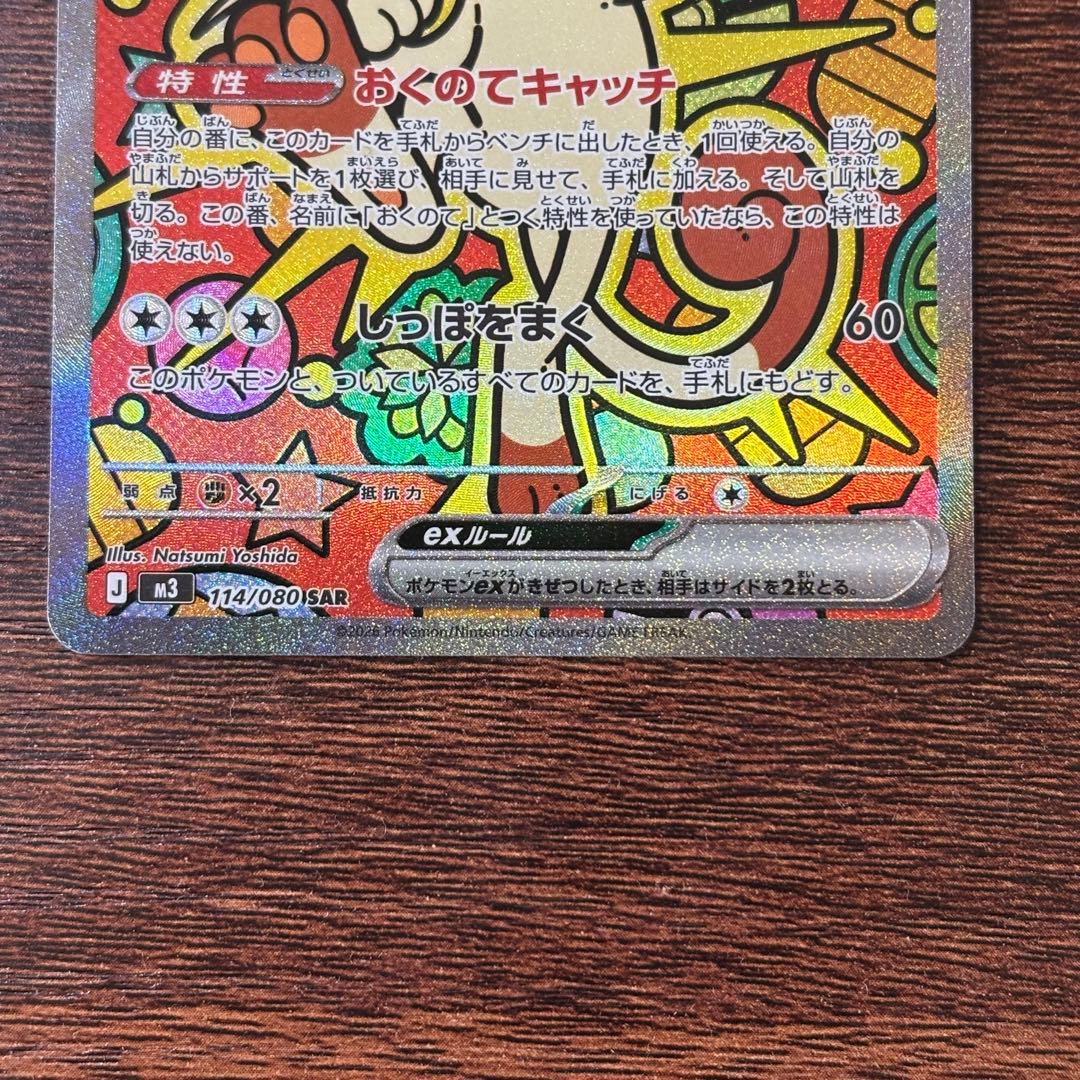 特性 とくせい おくのてキャッチ
自分の番に、このカードを手札からベンチに出したとき、1回使える。自分の
山札からサポートを1枚選び、相手に見せて、手札に加える。そして山札を
切る。この番、名前に「おくのて」とつく特性を使っていたなら、この特性は
使えない。
しっぽをまく 60
このポケモンと、ついているすべてのカードを、手札にもどす。
弱点 ×2 抵抗力 にげる
exルール
Illus. Natsumi Yoshida
ポケモンexがきぜつしたとき、相手はサイドを2枚とる。
J M3 114/080 SAR
©2026 Pokémon/Nintendo/Creatures/GAME FREAK.